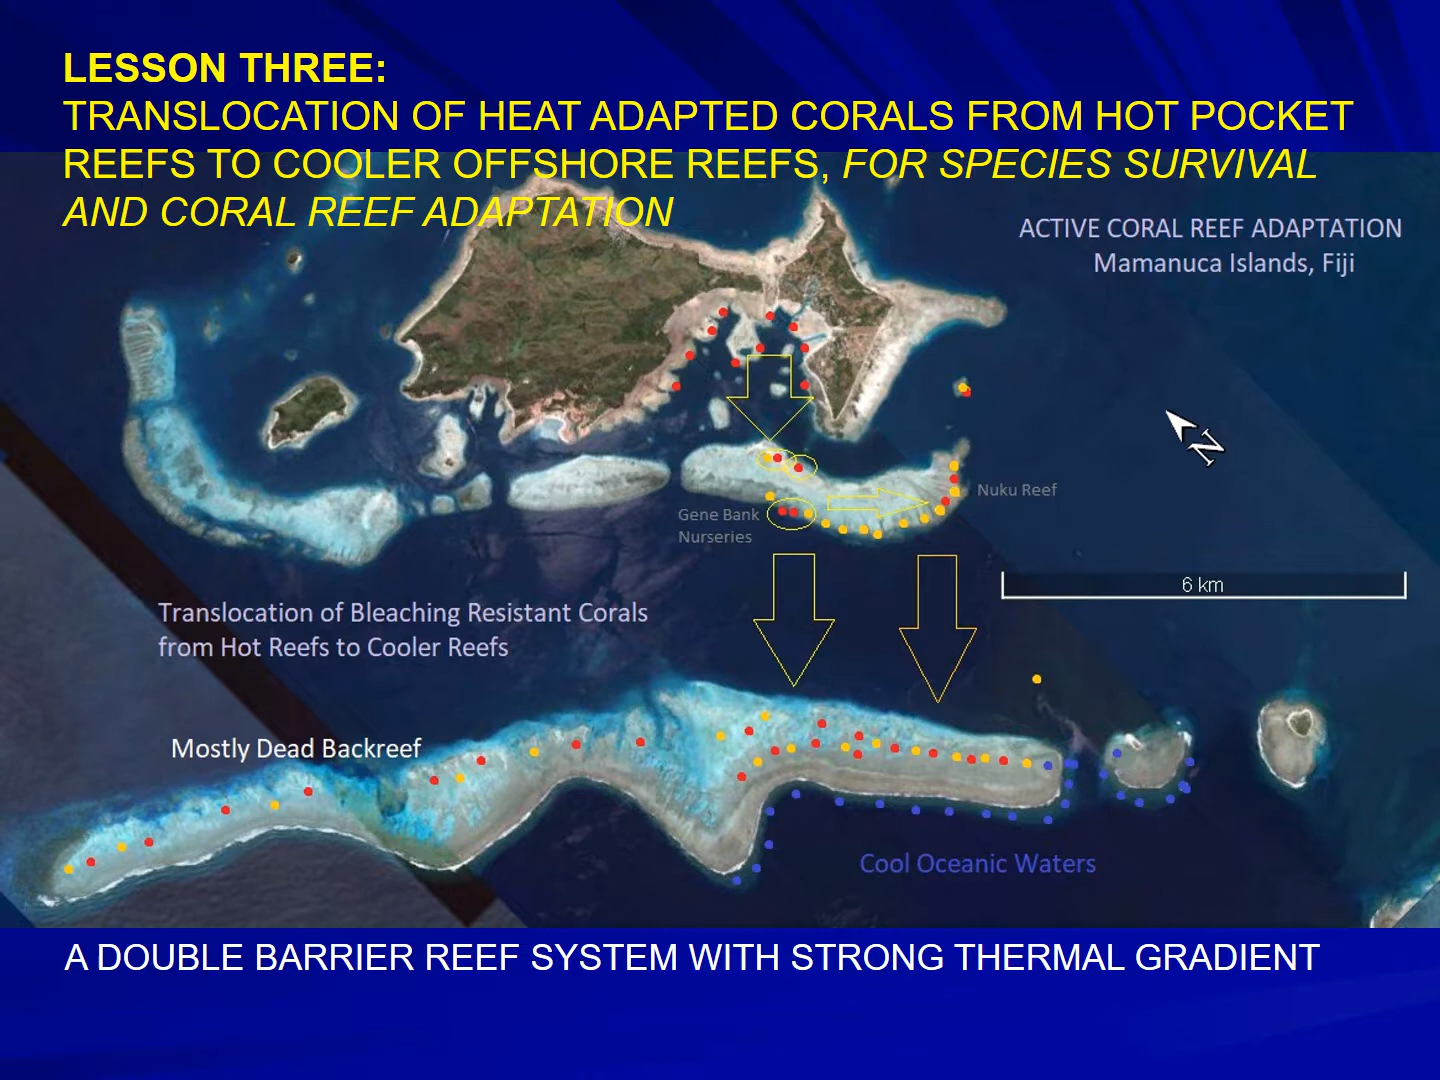 LESSON THREE:
TRANSLOCATION OF HEAT ADAPTED CORALS FROM HOT POCKET
REEFS TO COOLER OFFSHORE REEFS, FOR SPECIES SURVIVAL
AND CORAL REEF ADAPTATION
ACTIVE CORAL REEF ADAPTATION
Mamanuca Islands, Fiji
N
Nuku Reef
Gene Bank
Nurseries
6 km
Translocation of Bleaching Resistant Corals
from Hot Reefs to Cooler Reefs
Mostly Dead Backreef
Cool Oceanic Waters
A DOUBLE BARRIER REEF SYSTEM WITH STRONG THERMAL GRADIENT